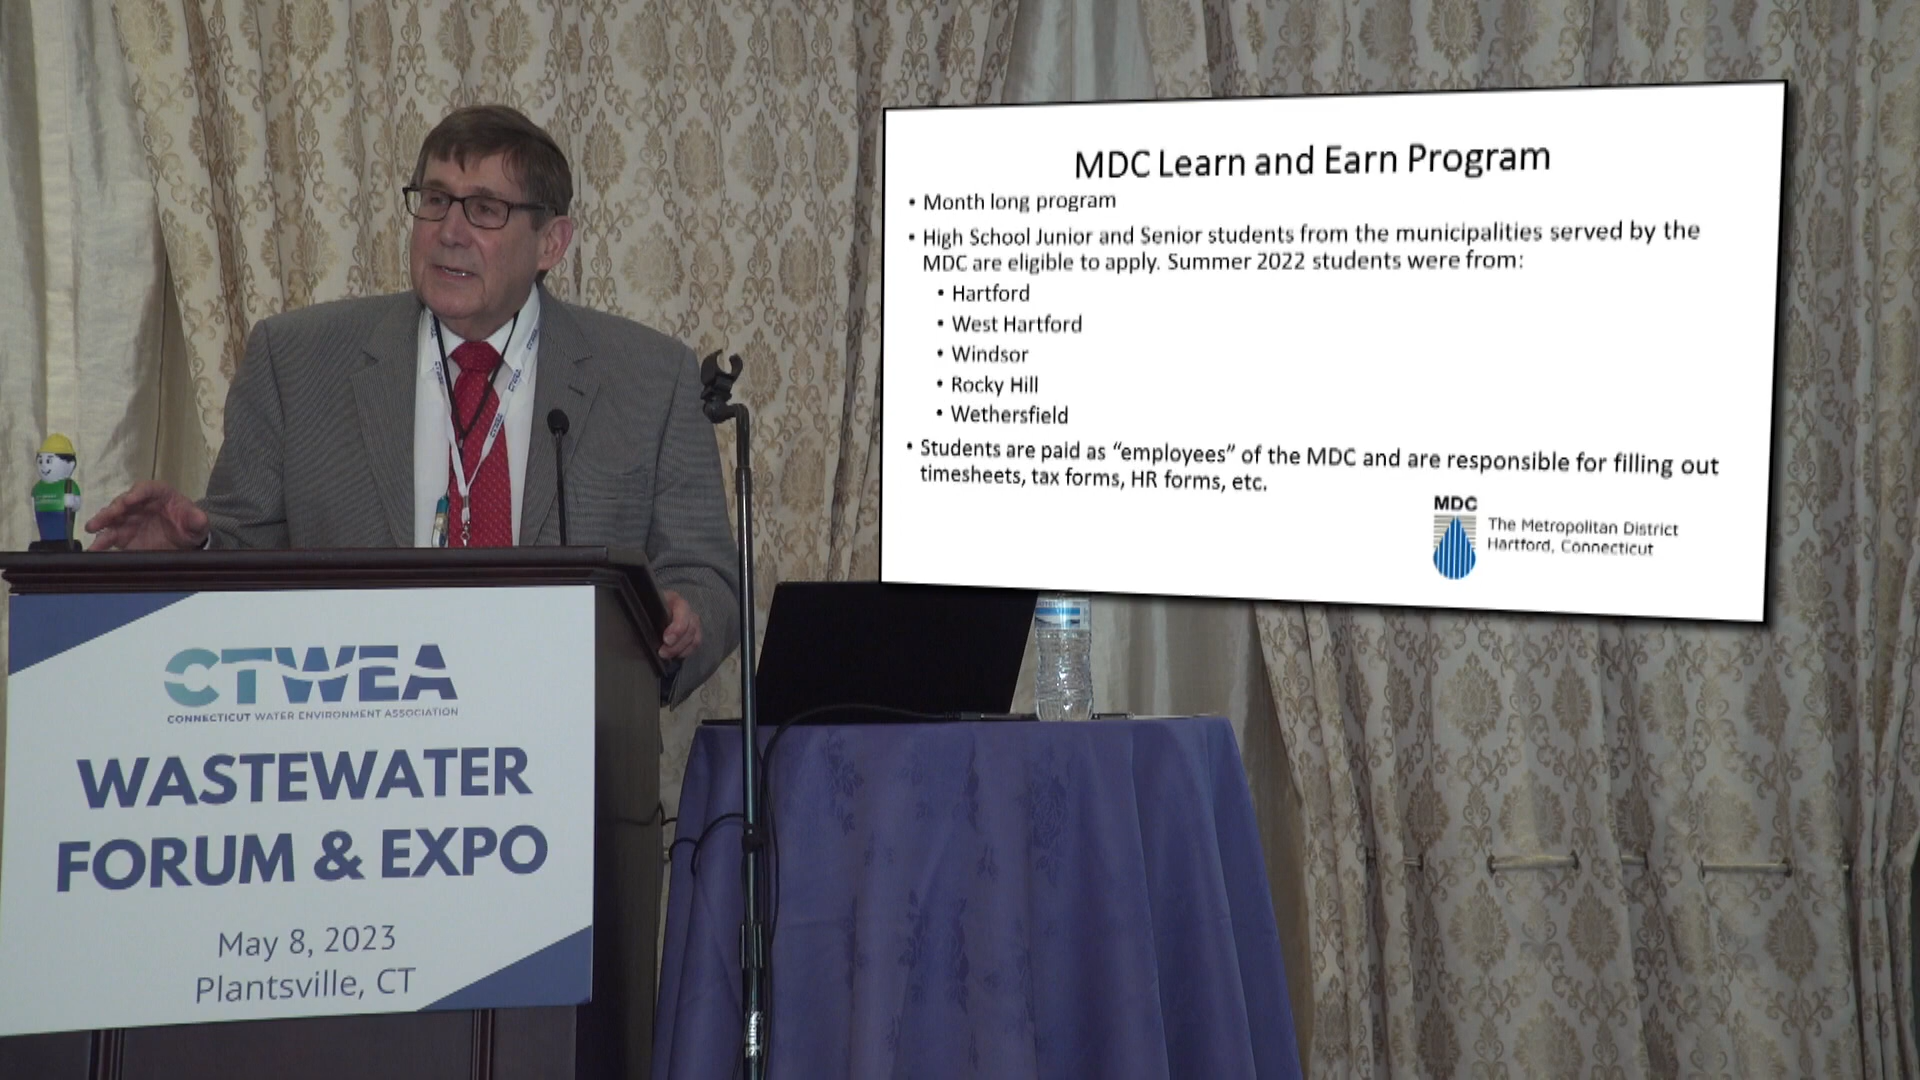 MDC Learn and Earn Program
• Month long program
• High School Junior and Senior students from the municipalities served by the
MDC are eligible to apply. Summer 2022 students were from:
• Hartford
• West Hartford
• Windsor
• Rocky Hill
• Wethersfield
• Students are paid as “employees” of the MDC and are responsible for filling out
timesheets, tax forms, HR forms, etc.
MDC
The Metropolitan District
Hartford, Connecticut
CTWEA
CONNECTICUT WATER ENVIRONMENT ASSOCIATION
WASTEWATER
FORUM & EXPO
May 8, 2023
Plantsville, CT
CTWEA